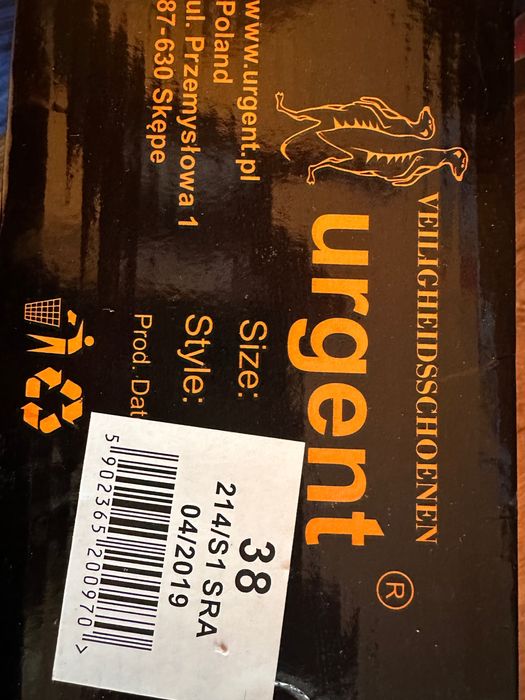 VEILIGHEIDSSCHOENEN
urgent ®
www.urgent.pl
Poland
ul. Przemysłowa 1
87-630 Skępe
Size: 38
Style: 214/S1 SRA
Prod. Dat 04/2019
5 902365 200970 >